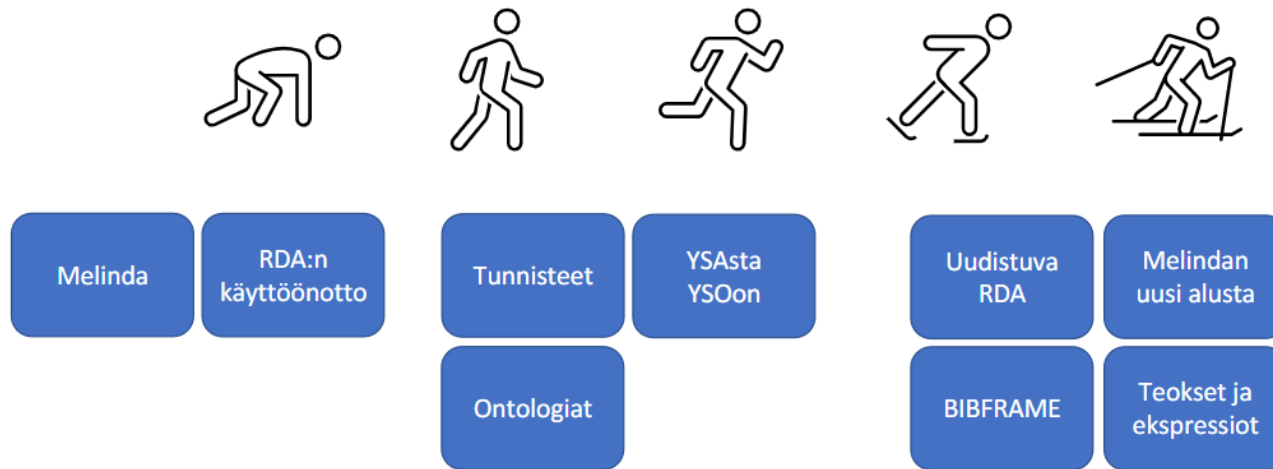 Melinda
RDA:n
käyttöönotto
Tunnisteet
YSAsta
YSOon
Uudistuva
RDA
Melindan
uusi alusta
Ontologiat
BIBFRAME
Teokset ja
ekspressiot